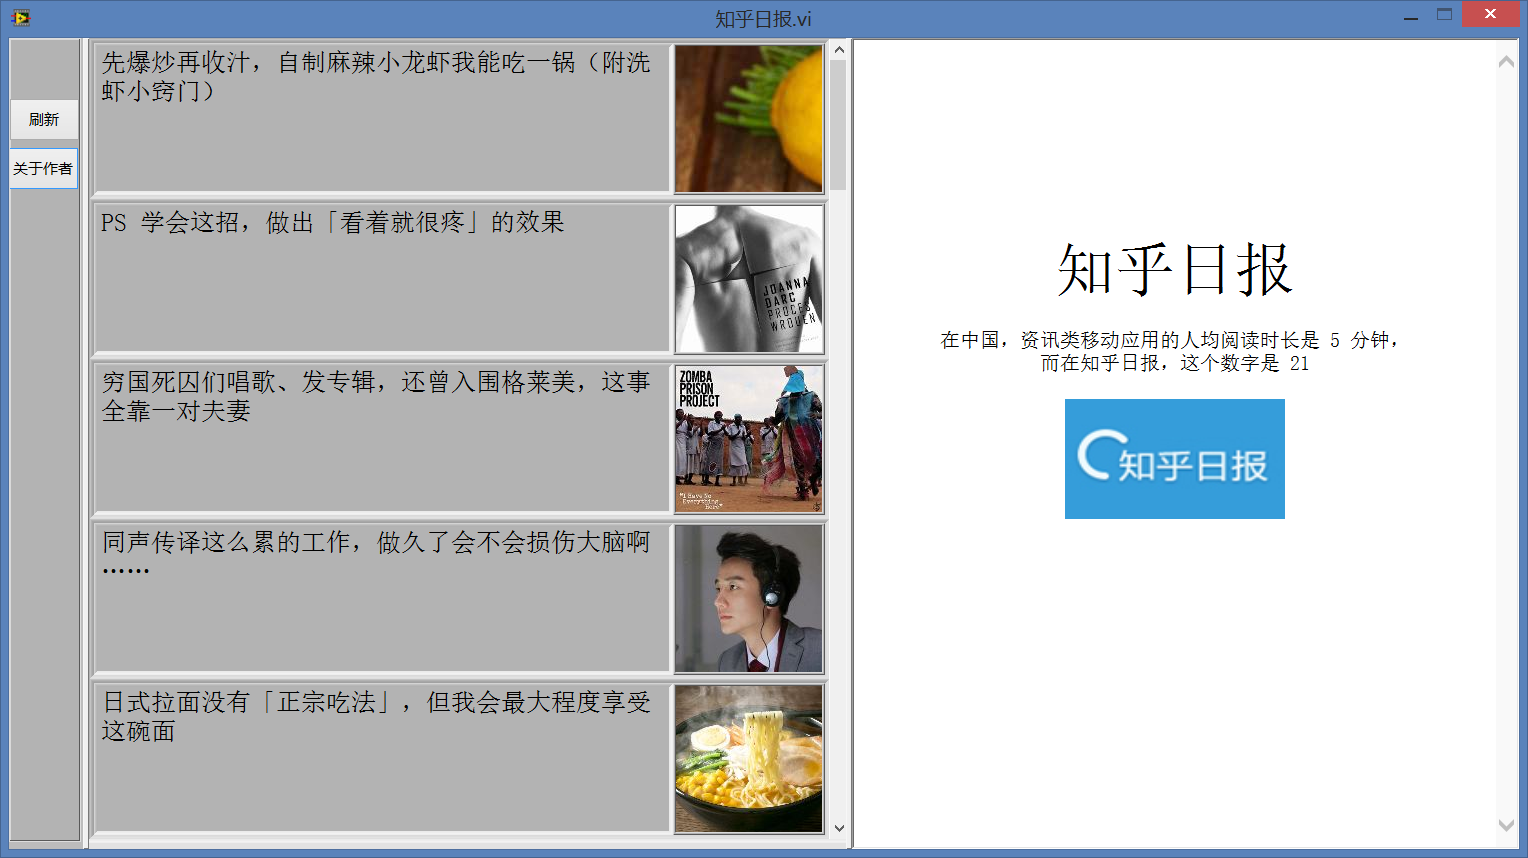 知乎日报.vi
刷新
关于作者
先爆炒再收汁，自制麻辣小龙虾我能吃一锅（附洗
虾小窍门）
PS 学会这招，做出「看着就很疼」的效果
JOANNA
DARC
PROCES
WROUEN
穷国死囚们唱歌、发专辑，还曾入围格莱美，这事
全靠一对夫妻
ZOMBA
PRISON
PROJECT
"I Have No
Everything
Here"
同声传译这么累的工作，做久了会不会损伤大脑啊
……
日式拉面没有「正宗吃法」，但我会最大程度享受
这碗面
知乎日报
在中国，资讯类移动应用的人均阅读时长是 5 分钟，
而在知乎日报，这个数字是 21
知乎日报